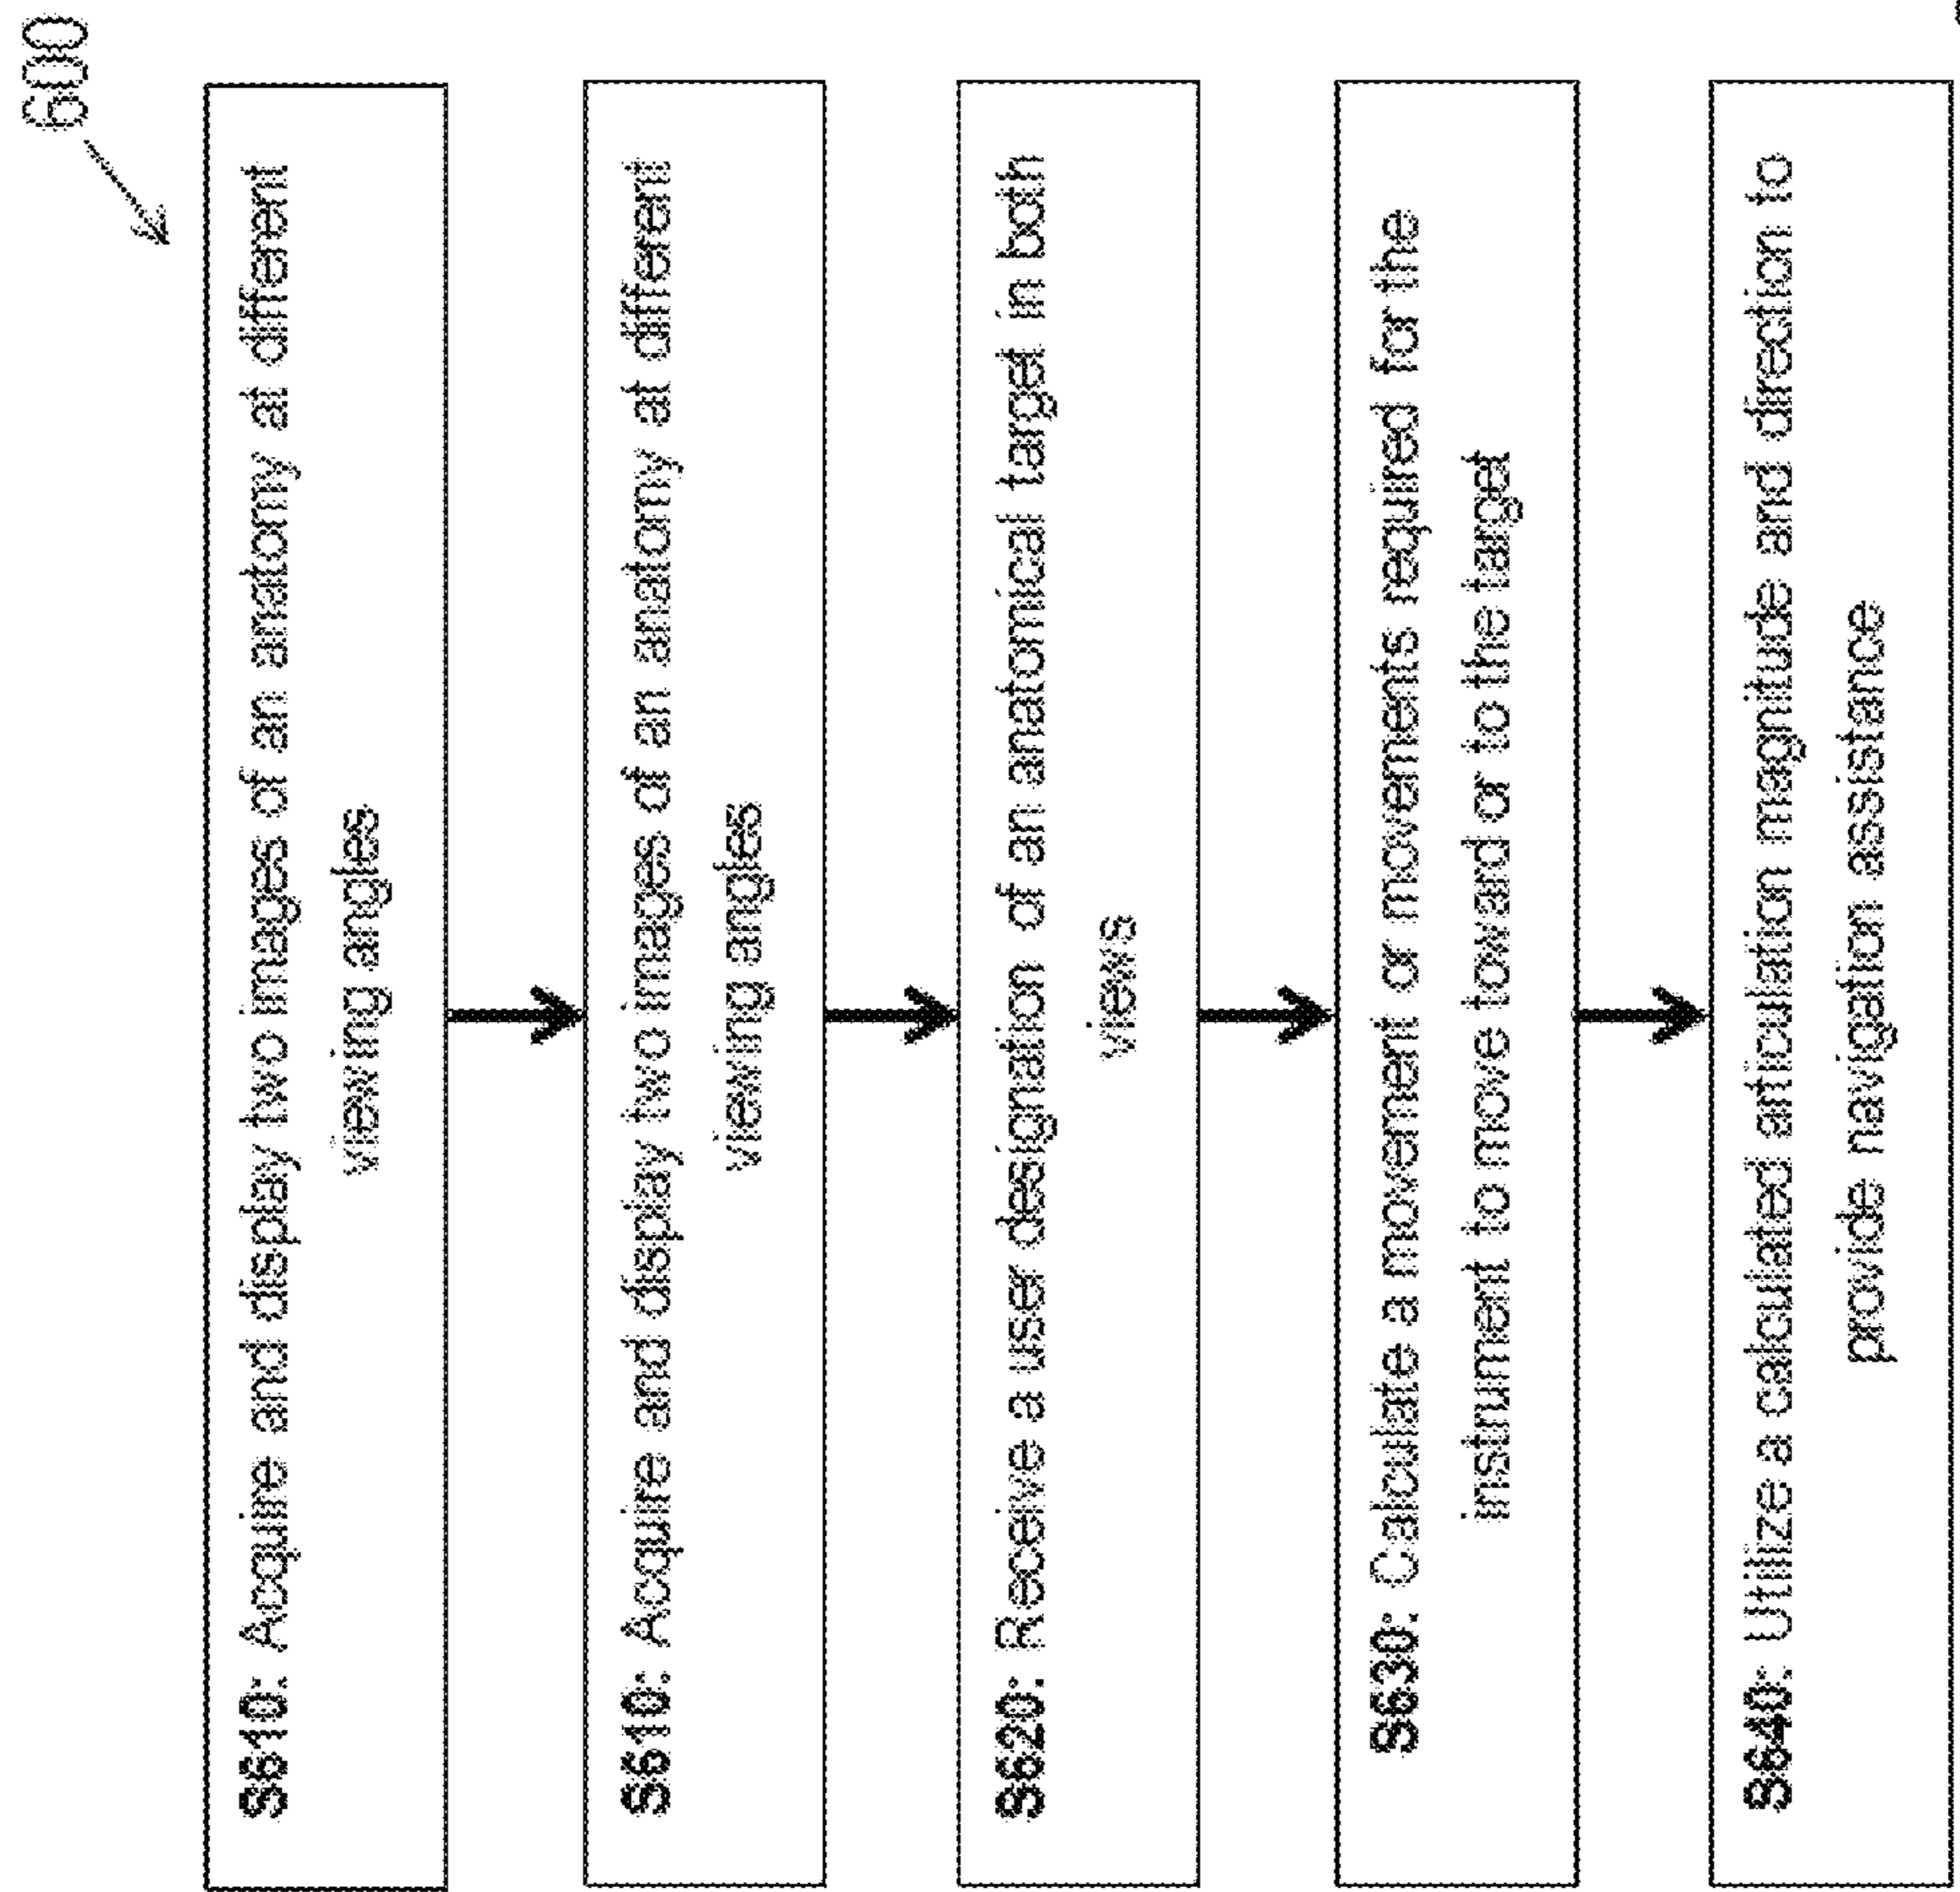 600
S610: Acquire and display two images of an anatomy at different
viewing angles
S610: Acquire and display two images of an anatomy at different
viewing angles
S620: Receive a user designation of an anatomical target in both
views
S630: Calculate a movement or movements required for the
instrument to move toward or to the target
S640: Utilize a calculated articulation magnitude and direction to
provide navigation assistance